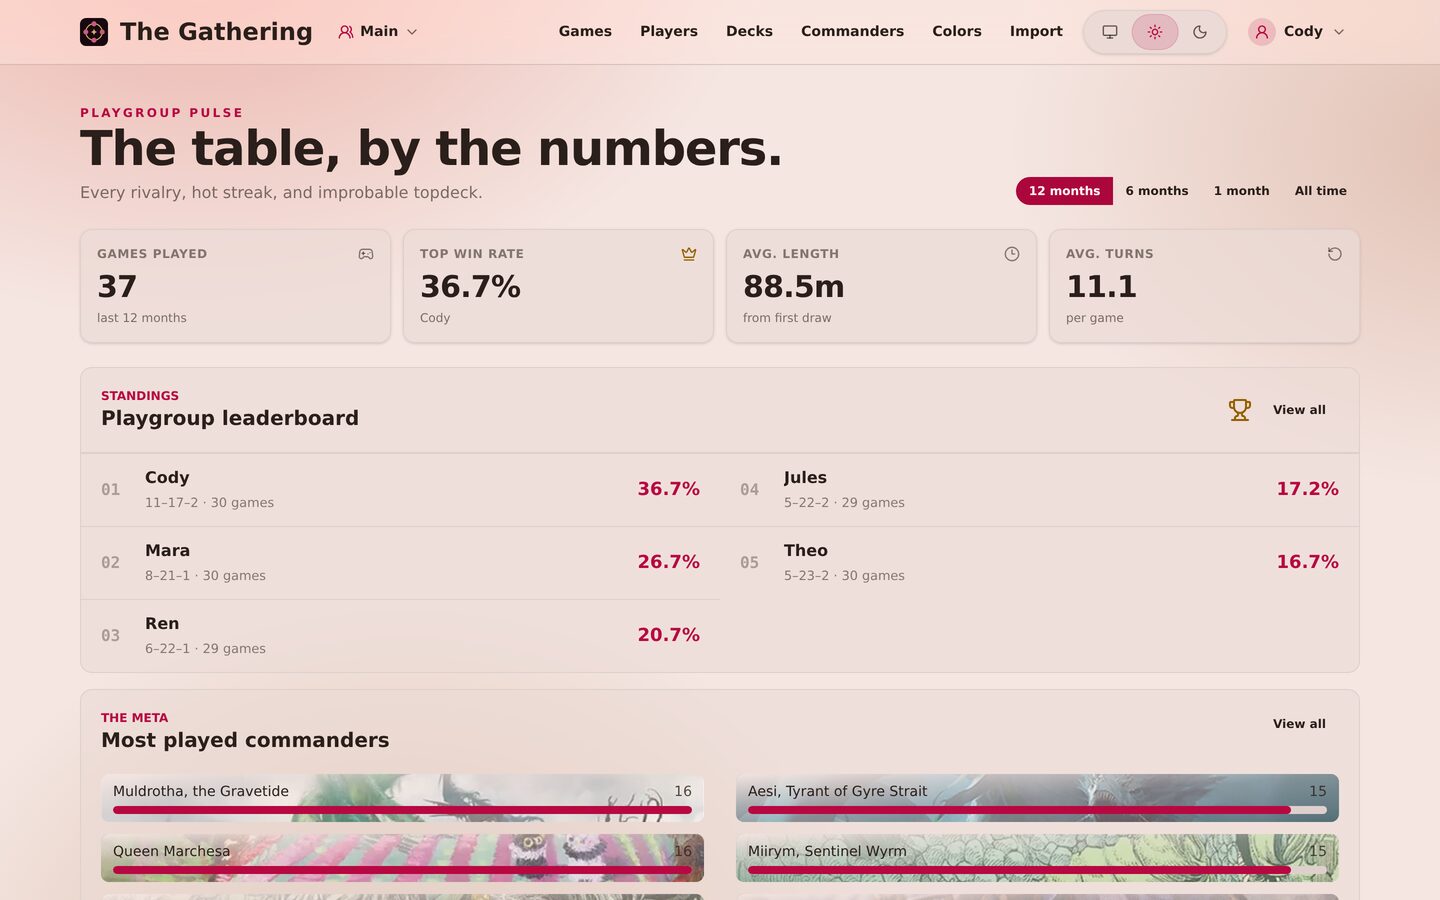 The Gathering
Main
Games
Players
Decks
Commanders
Colors
Import
Cody
PLAYGROUP PULSE
The table, by the numbers.
Every rivalry, hot streak, and improbable topdeck.
12 months
6 months
1 month
All time
GAMES PLAYED
37
last 12 months
TOP WIN RATE
36.7%
Cody
AVG. LENGTH
88.5m
from first draw
AVG. TURNS
11.1
per game
STANDINGS
Playgroup leaderboard
View all
01
Cody
11–17–2 · 30 games
36.7%
02
Mara
8–21–1 · 30 games
26.7%
03
Ren
6–22–1 · 29 games
20.7%
04
Jules
5–22–2 · 29 games
17.2%
05
Theo
5–23–2 · 30 games
16.7%
THE META
Most played commanders
View all
Muldrotha, the Gravetide
16
Aesi, Tyrant of Gyre Strait
15
Queen Marchesa
16
Miirym, Sentinel Wyrm
15